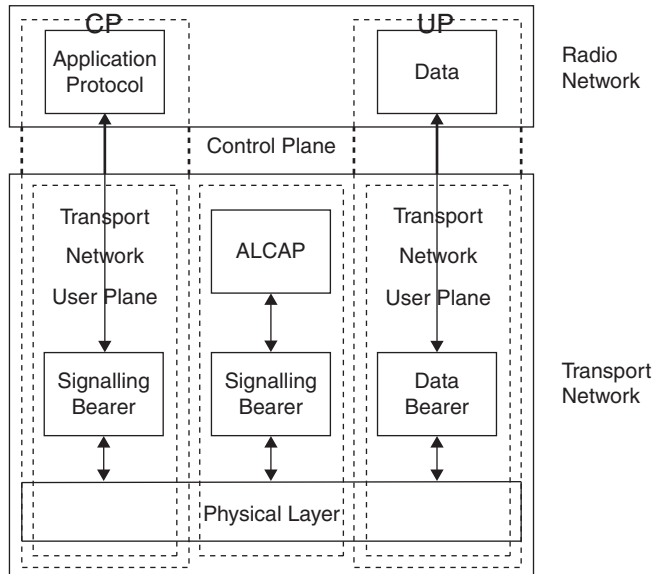 CP
UP
Application
Protocol
Data
Radio
Network
Control Plane
Transport
Network
User Plane
ALCAP
Transport
Network
User Plane
Signalling
Bearer
Signalling
Bearer
Data
Bearer
Transport
Network
Physical Layer